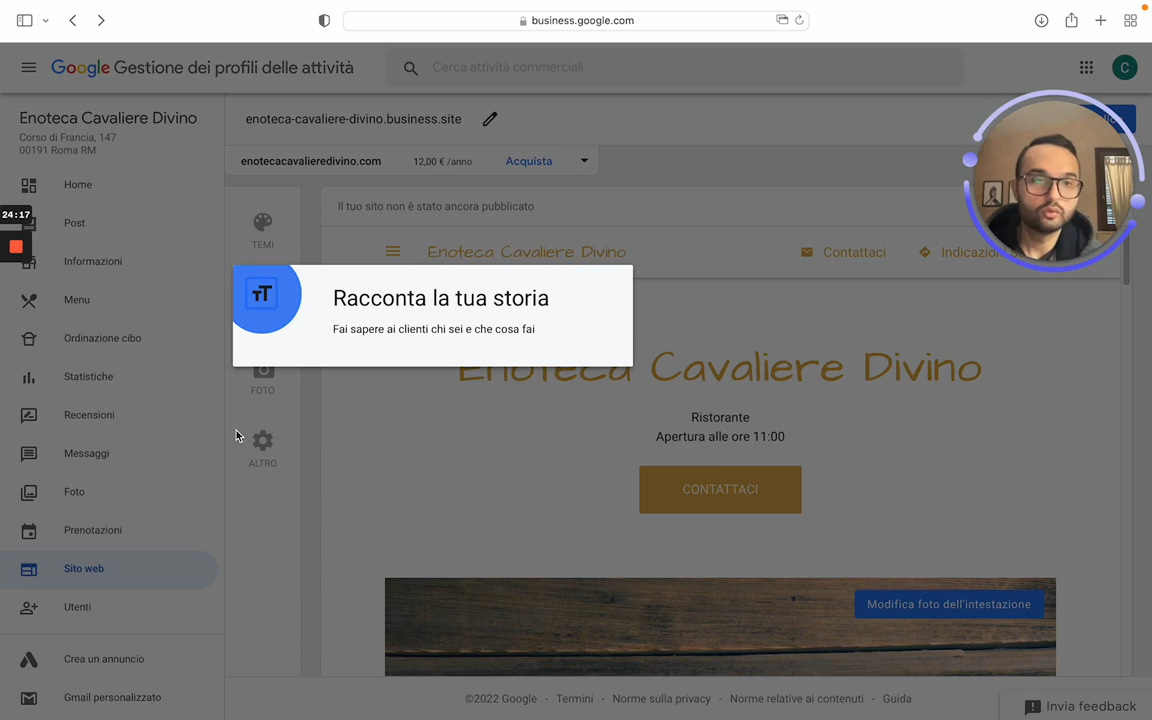 business.google.com
Google Gestione dei profili delle attività
Cerca attività commerciali
C
Enoteca Cavaliere Divino
Corso di Francia, 147
00191 Roma RM
enoteca-cavaliere-divino.business.site
enotecacavalieredivino.com
12,00 € /anno
Acquista
Home
24:17
Post
Informazioni
Menu
Ordinazione cibo
Statistiche
Recensioni
Messaggi
Foto
Prenotazioni
Sito web
Utenti
Crea un annuncio
Gmail personalizzato
TEMI
FOTO
ALTRO
Il tuo sito non è stato ancora pubblicato
Enoteca Cavaliere Divino
Contattaci
Indicazioni
TT
Racconta la tua storia
Fai sapere ai clienti chi sei e che cosa fai
Enoteca Cavaliere Divino
Ristorante
Apertura alle ore 11:00
CONTATTACI
Modifica foto dell'intestazione
©2022 Google - Termini - Norme sulla privacy - Norme relative ai contenuti - Guida
Invia feedback